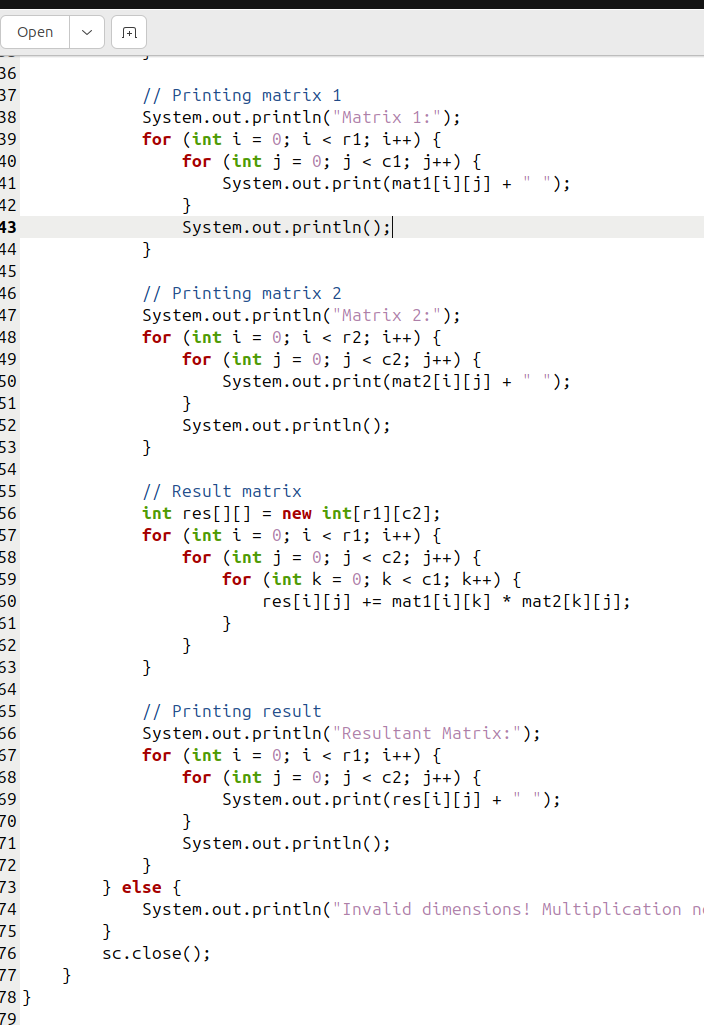 Open
36
37 // Printing matrix 1
38 System.out.println("Matrix 1:");
39 for (int i = 0; i < r1; i++) {
40 for (int j = 0; j < c1; j++) {
41 System.out.print(mat1[i][j] + " ");
42 }
43 System.out.println();
44 }
45
46 // Printing matrix 2
47 System.out.println("Matrix 2:");
48 for (int i = 0; i < r2; i++) {
49 for (int j = 0; j < c2; j++) {
50 System.out.print(mat2[i][j] + " ");
51 }
52 System.out.println();
53 }
54
55 // Result matrix
56 int res[][] = new int[r1][c2];
57 for (int i = 0; i < r1; i++) {
58 for (int j = 0; j < c2; j++) {
59 for (int k = 0; k < c1; k++) {
60 res[i][j] += mat1[i][k] * mat2[k][j];
61 }
62 }
63 }
64
65 // Printing result
66 System.out.println("Resultant Matrix:");
67 for (int i = 0; i < r1; i++) {
68 for (int j = 0; j < c2; j++) {
69 System.out.print(res[i][j] + " ");
70 }
71 System.out.println();
72 }
73 } else {
74 System.out.println("Invalid dimensions! Multiplication
75 }
76 sc.close();
77 }
78 }
79